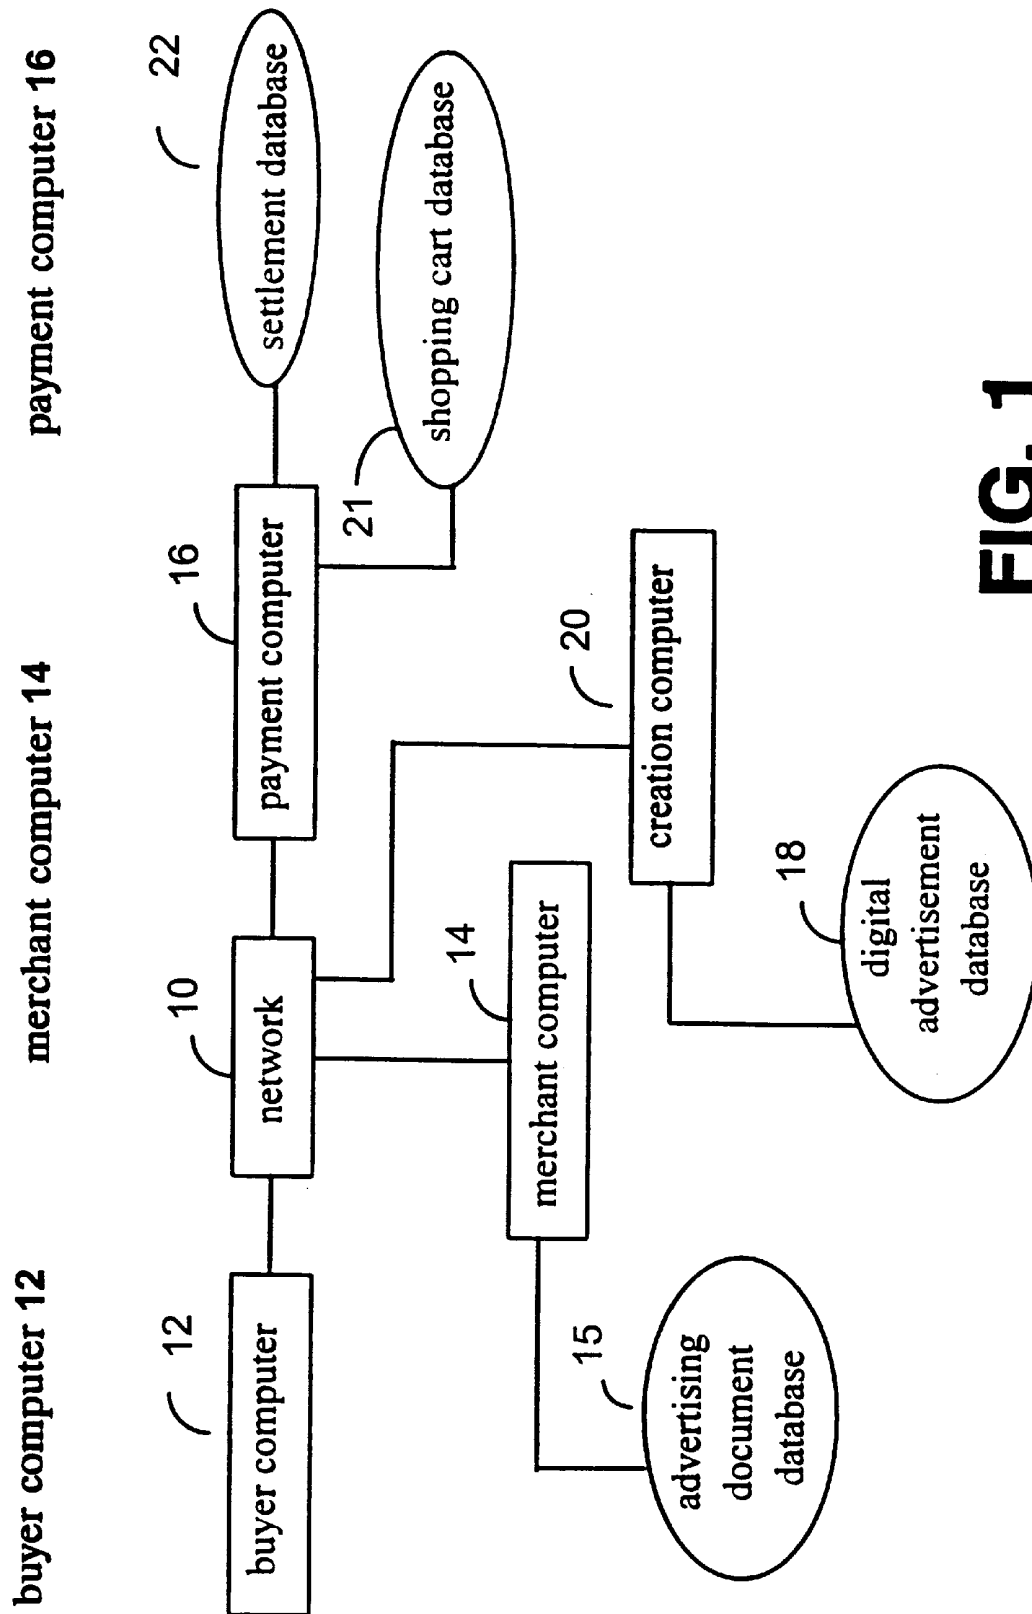 buyer computer 12
merchant computer 14
payment computer 16
12
buyer computer
10
network
16
payment computer
22
settlement database
21
shopping cart database
14
merchant computer
20
creation computer
15
advertising
document
database
18
digital
advertisement
database
FIG. 1